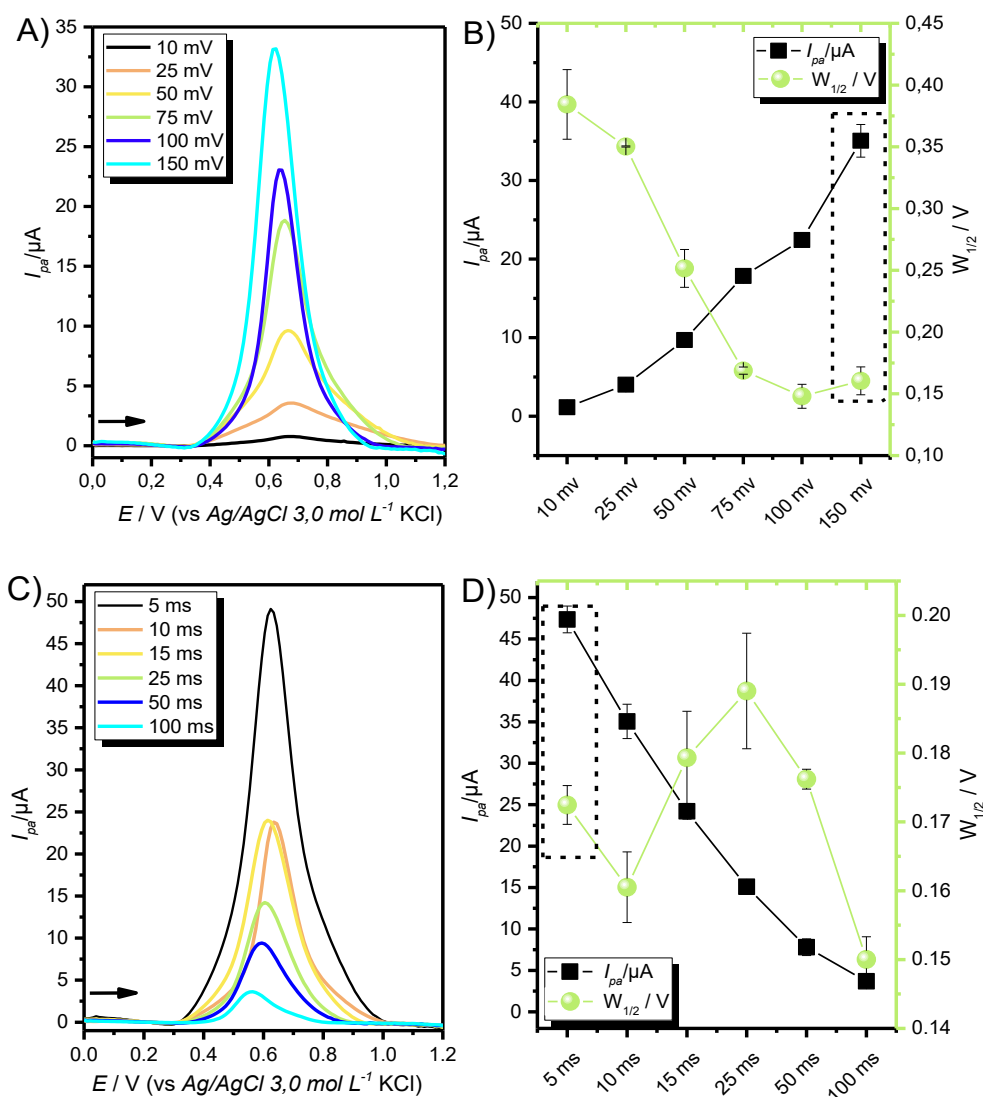 A)
35
30
25
20
15
10
5
0
I_pa/µA
10 mV
25 mV
50 mV
75 mV
100 mV
150 mV
0,0 0,2 0,4 0,6 0,8 1,0 1,2
E / V (vs Ag/AgCl 3,0 mol L⁻¹ KCl)
B)
50
40
30
20
10
0
I_pa/µA
I_pa/µA
W_1/2 / V
0,45
0,40
0,35
0,30
0,25
0,20
0,15
0,10
W_1/2 / V
10 mv 25 mv 50 mv 75 mv 100 mv 150 mv
C)
50
45
40
35
30
25
20
15
10
5
0
I_pa/µA
5 ms
10 ms
15 ms
25 ms
50 ms
100 ms
0.0 0.2 0.4 0.6 0.8 1.0 1.2
E / V (vs Ag/AgCl 3,0 mol L⁻¹ KCl)
D)
50
45
40
35
30
25
20
15
10
5
0
I_pa/µA
I_pa/µA
W_1/2 / V
0.20
0.19
0.18
0.17
0.16
0.15
0.14
W_1/2 / V
5 ms 10 ms 15 ms 25 ms 50 ms 100 ms